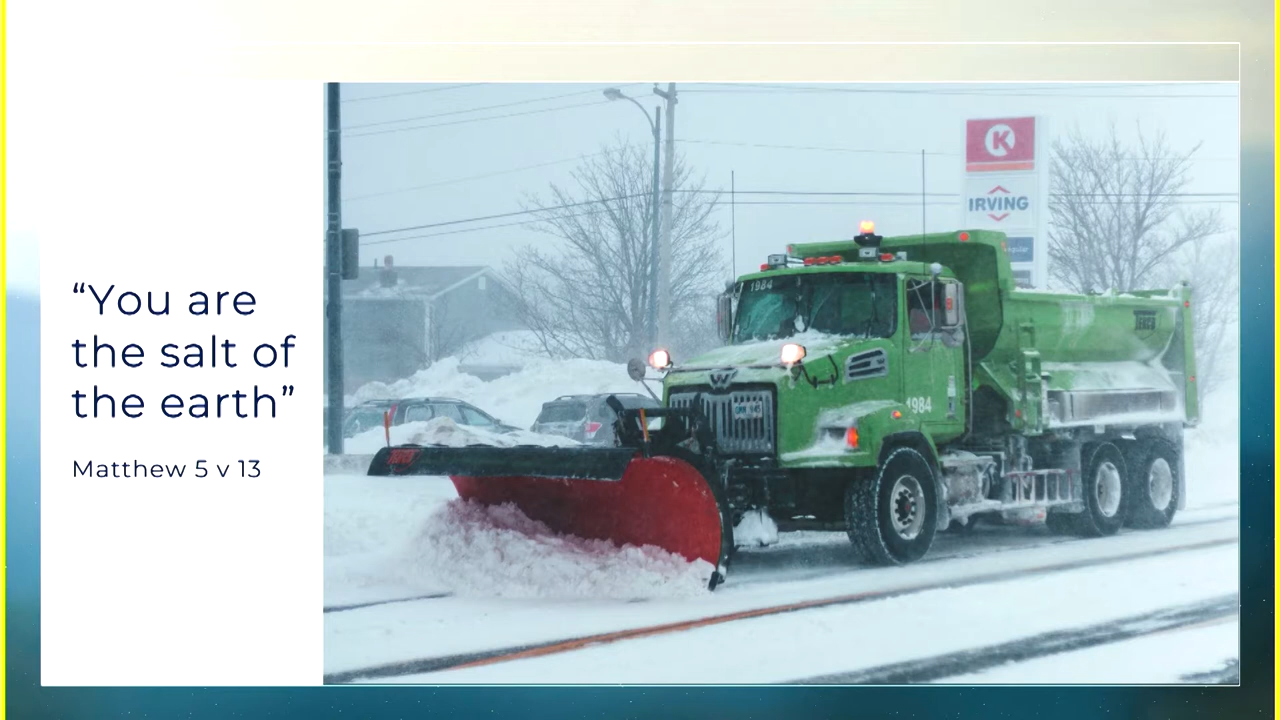 “You are
the salt of
the earth”
Matthew 5 v 13
K
IRVING
1984
1984